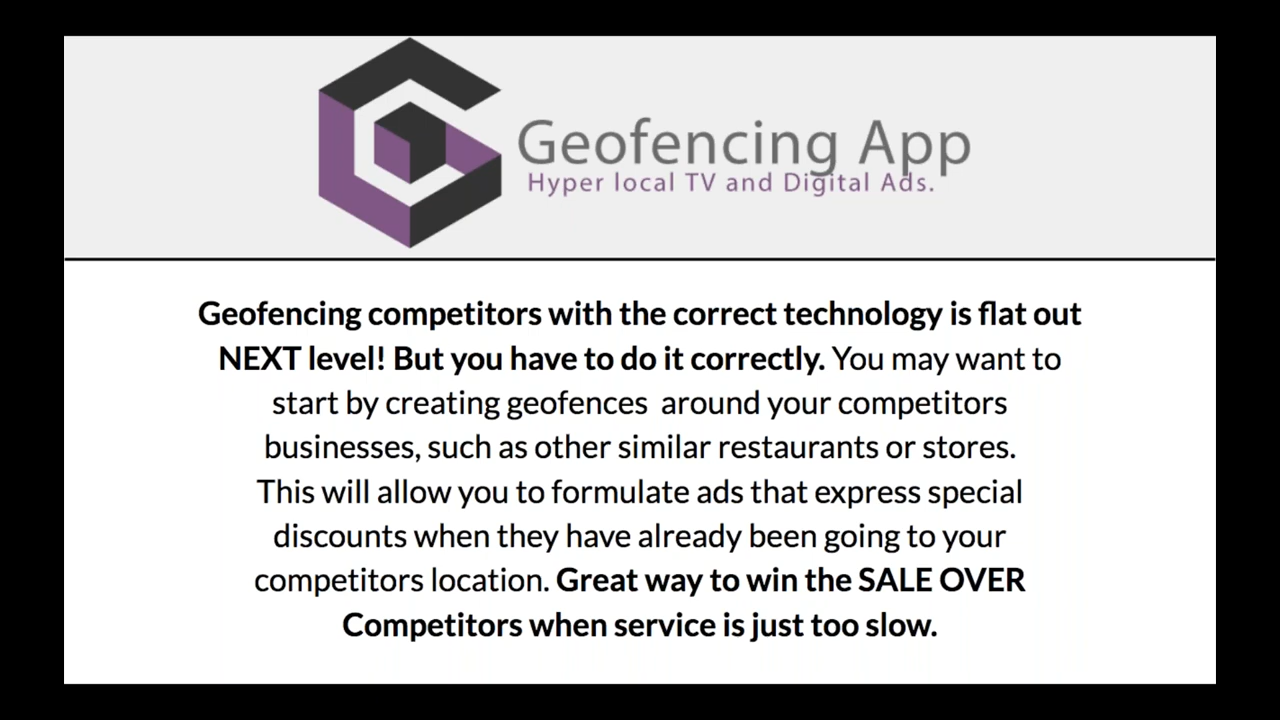 Geofencing App
Hyper local TV and Digital Ads.
Geofencing competitors with the correct technology is flat out
NEXT level! But you have to do it correctly. You may want to
start by creating geofences  around your competitors
businesses, such as other similar restaurants or stores.
This will allow you to formulate ads that express special
discounts when they have already been going to your
competitors location. Great way to win the SALE OVER
Competitors when service is just too slow.